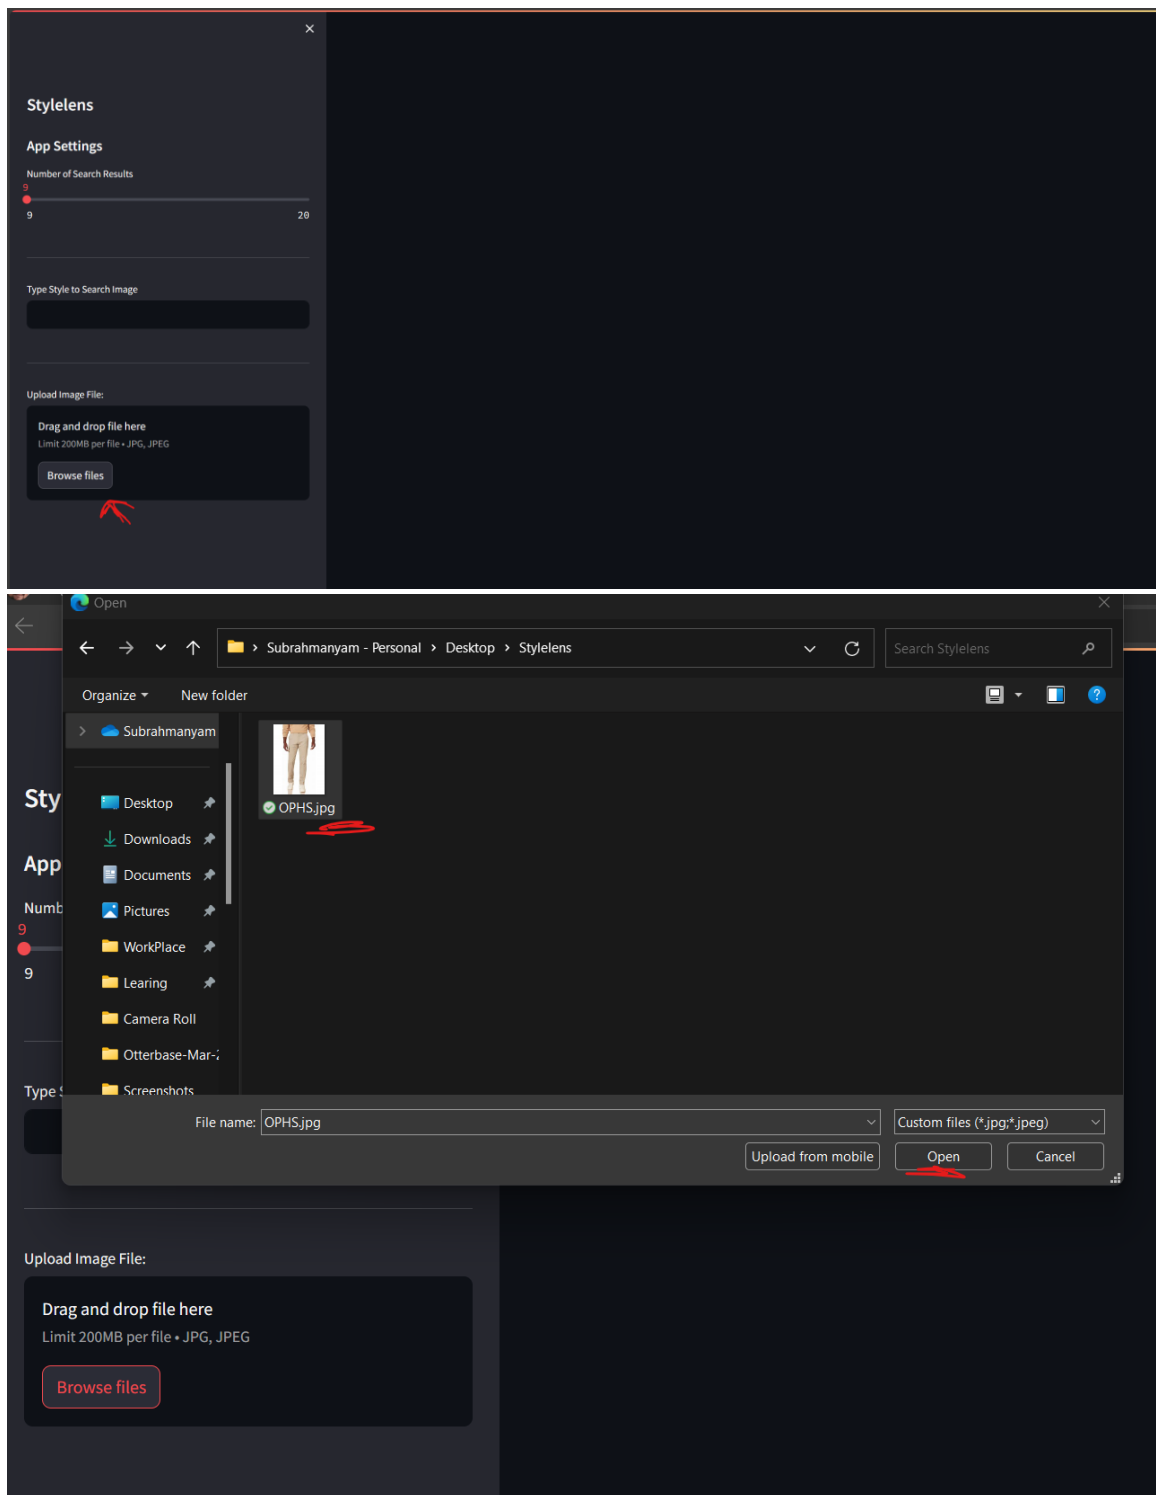 Stylelens
App Settings
Number of Search Results
9
9 20
Type Style to Search Image
Upload Image File:
Drag and drop file here
Limit 200MB per file • JPG, JPEG
Browse files
Open
Subrahmanyam - Personal > Desktop > Stylelens
Search Stylelens
Organize New folder
Subrahmanyam
Desktop
Downloads
Documents
Pictures
WorkPlace
Learing
Camera Roll
Otterbase-Mar-2
Screenshots
OPHS.jpg
File name: OPHS.jpg
Custom files (*.jpg;*.jpeg)
Upload from mobile Open Cancel
Sty
App
Numb
9
9
Type S
Upload Image File:
Drag and drop file here
Limit 200MB per file • JPG, JPEG
Browse files